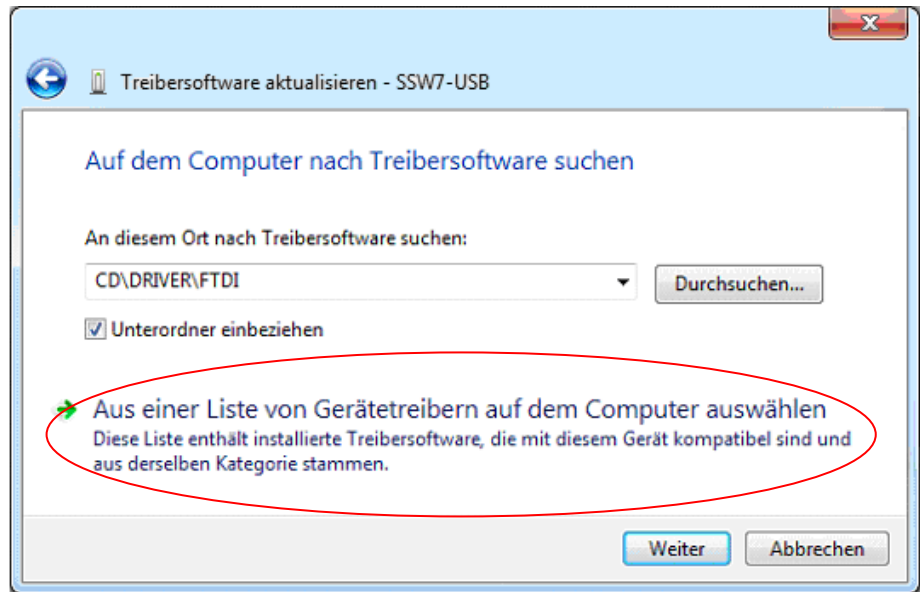 Treibersoftware aktualisieren - SSW7-USB
Auf dem Computer nach Treibersoftware suchen
An diesem Ort nach Treibersoftware suchen:
CD\DRIVER\FTDI
Durchsuchen...
Unterordner einbeziehen
Aus einer Liste von Gerätetreibern auf dem Computer auswählen
Diese Liste enthält installierte Treibersoftware, die mit diesem Gerät kompatibel sind und
aus derselben Kategorie stammen.
Weiter
Abbrechen